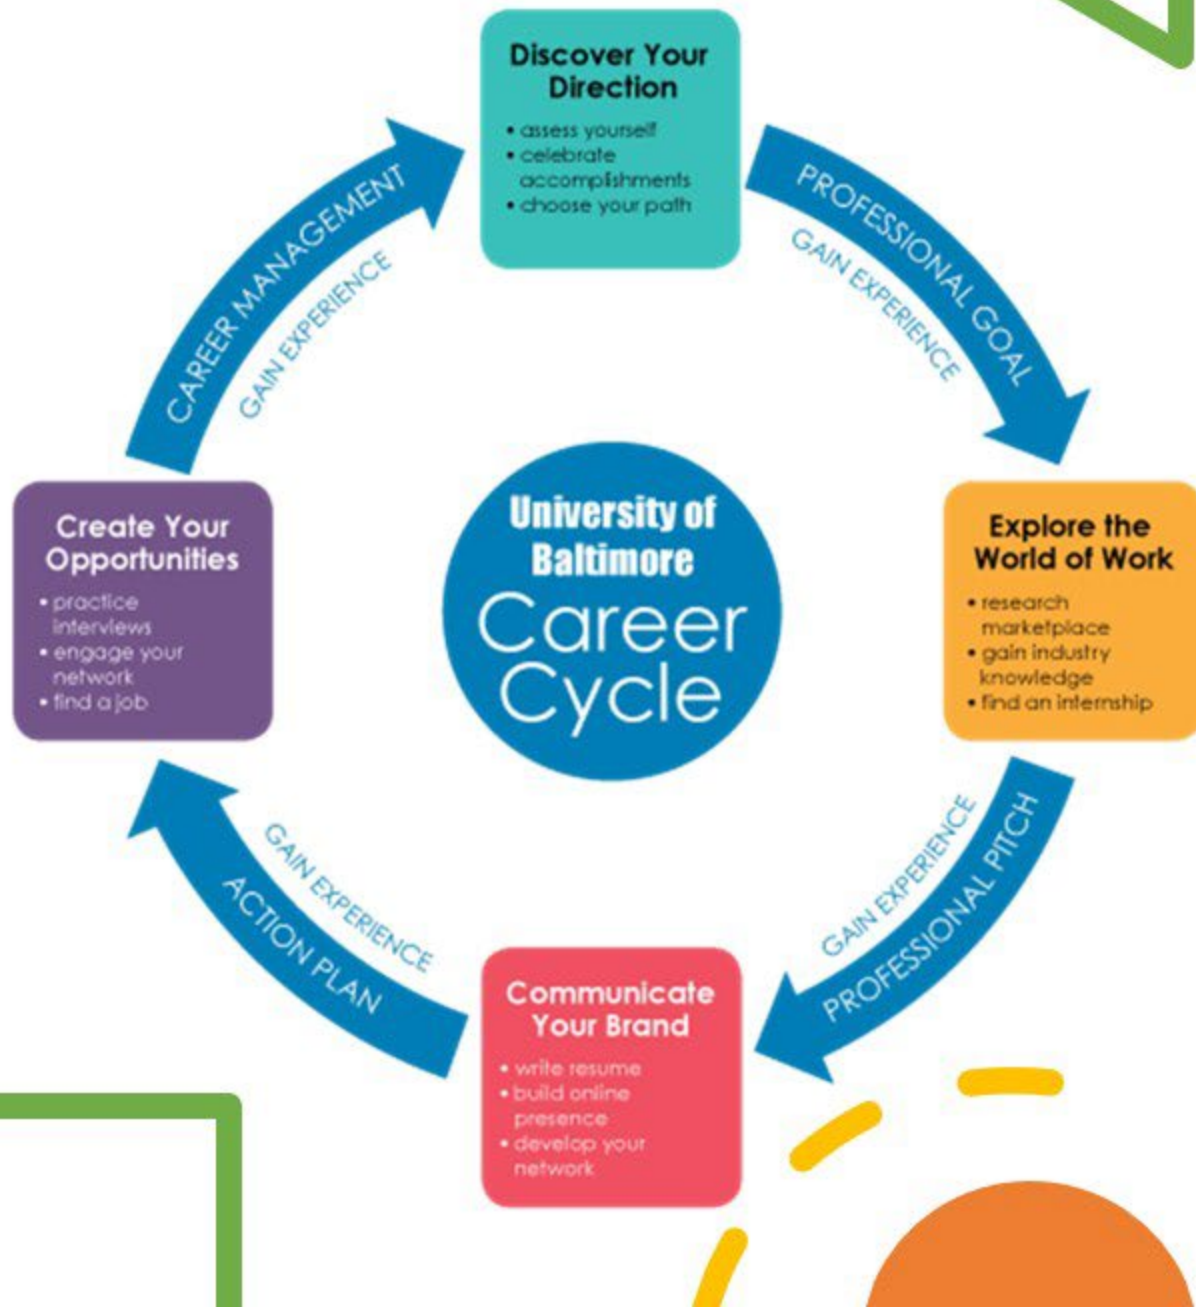 Discover Your
Direction
• assess yourself
• celebrate
accomplishments
• choose your path
PROFESSIONAL GOAL
GAIN EXPERIENCE
Explore the
World of Work
• research
marketplace
• gain industry
knowledge
• find an internship
PROFESSIONAL PITCH
GAIN EXPERIENCE
Communicate
Your Brand
• write resume
• build online
presence
• develop your
network
ACTION PLAN
GAIN EXPERIENCE
Create Your
Opportunities
• practice
interviews
• engage your
network
• find a job
CAREER MANAGEMENT
GAIN EXPERIENCE
University of
Baltimore
Career
Cycle